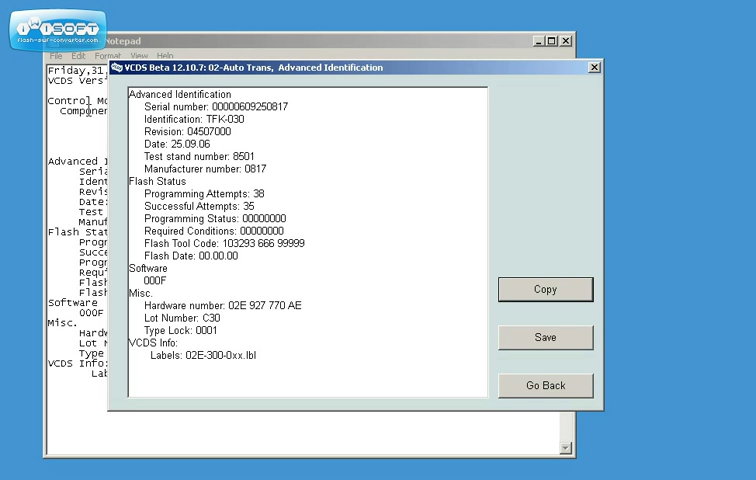 iWiSOFT
flash-swf-converter.com
Notepad
File Edit Format View Help
Friday,31,
VCDS Vers
Control Mo
Componen
Advanced I
Seria
Ident
Revis
Date:
Test
Manuf
Flash Stat
Progr
Succe
Progr
Requi
Flash
Flash
Software
000F
Misc.
Hardw
Lot N
Type
VCDS Info:
Lab
VCDS Beta 12.10.7: 02-Auto Trans, Advanced Identification
Advanced Identification
Serial number: 00000609250817
Identification: TFK-030
Revision: 04507000
Date: 25.09.06
Test stand number: 8501
Manufacturer number: 0817
Flash Status
Programming Attempts: 38
Successful Attempts: 35
Programming Status: 00000000
Required Conditions: 00000000
Flash Tool Code: 103293 666 99999
Flash Date: 00.00.00
Software
000F
Misc.
Hardware number: 02E 927 770 AE
Lot Number: C30
Type Lock: 0001
VCDS Info:
Labels: 02E-300-0xx.lbl
Copy
Save
Go Back